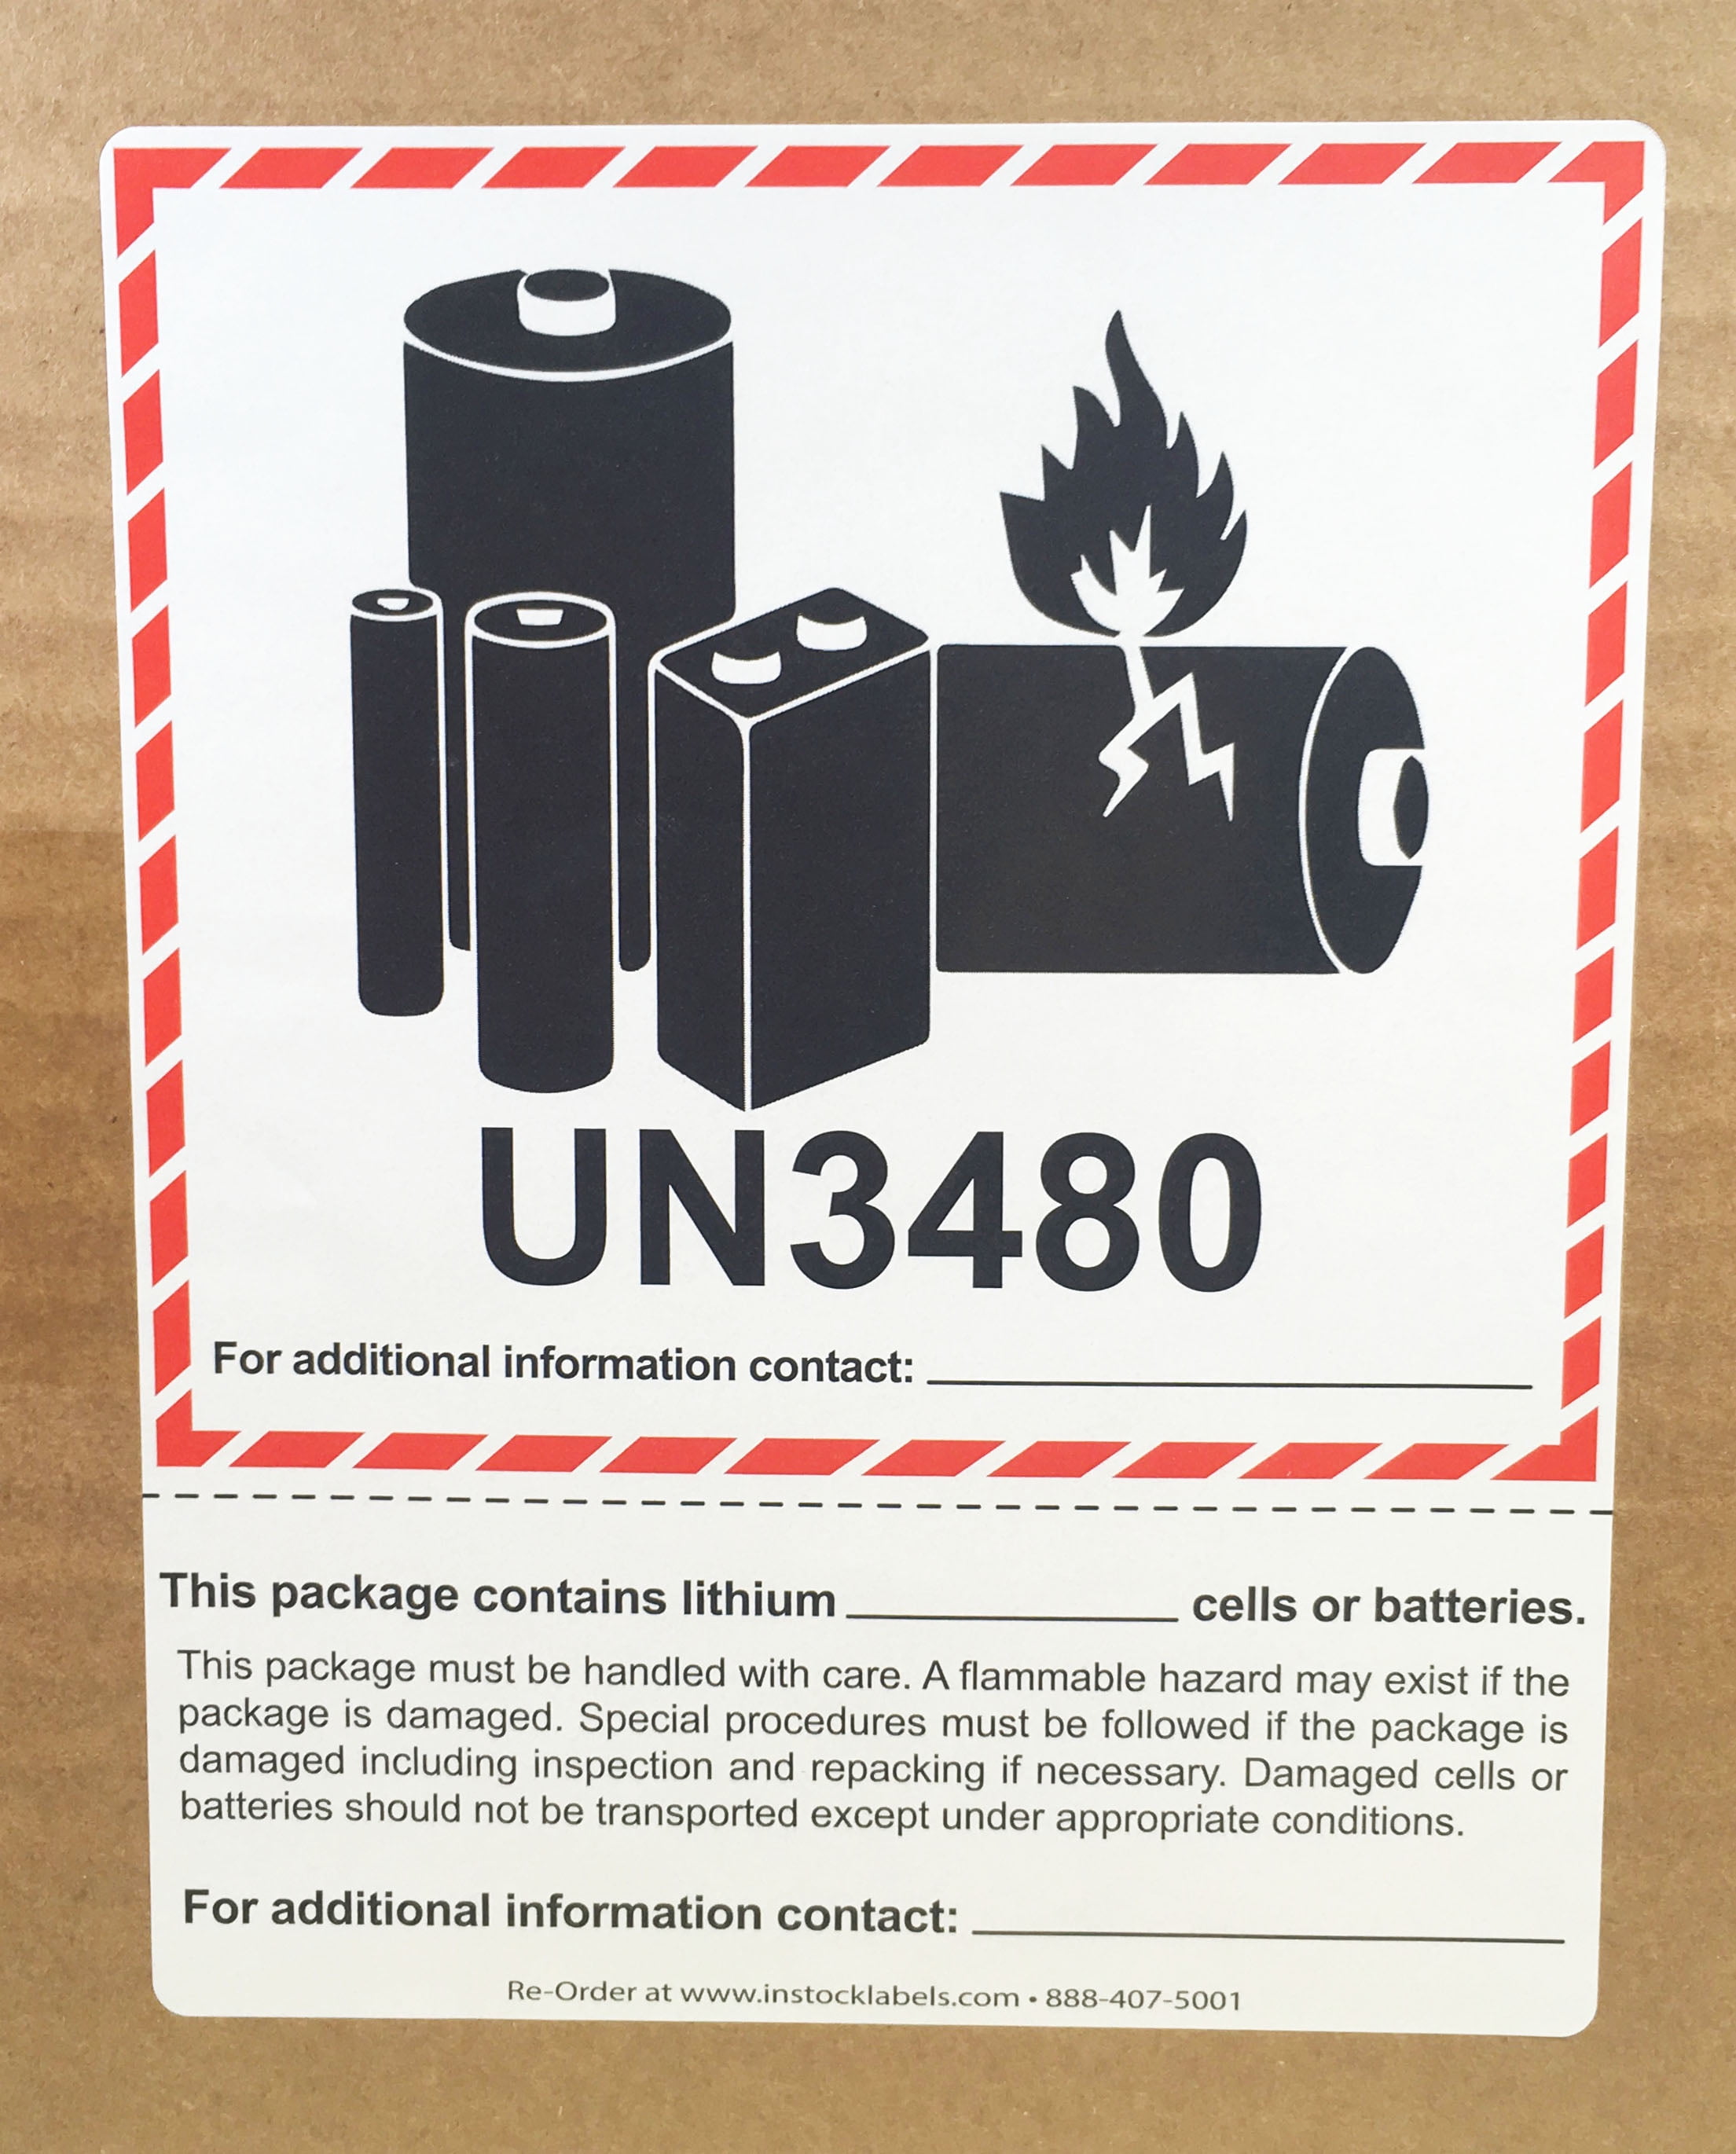 UN3480
For additional information contact:
This package contains lithium cells or batteries.
This package must be handled with care. A flammable hazard may exist if the
package is damaged. Special procedures must be followed if the package is
damaged including inspection and repacking if necessary. Damaged cells or
batteries should not be transported except under appropriate conditions.
For additional information contact:
Re-Order at www.instocklabels.com • 888-407-5001